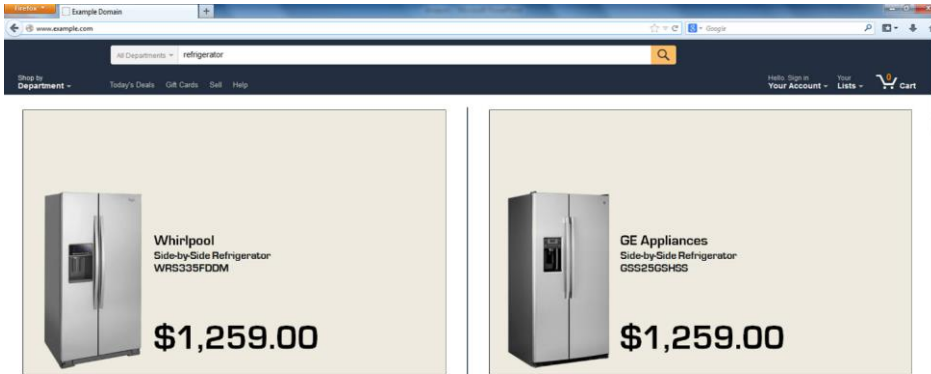 Firefox
Example Domain
www.example.com
Google
All Departments
refrigerator
Shop by
Department
Today's Deals Gift Cards Sell Help
Hello. Sign in
Your Account
Your
Lists
0
Cart
Whirlpool
Side-by-Side Refrigerator
WRS335FDDM
$1,259.00
GE Appliances
Side-by-Side Refrigerator
GSS25GSHSS
$1,259.00